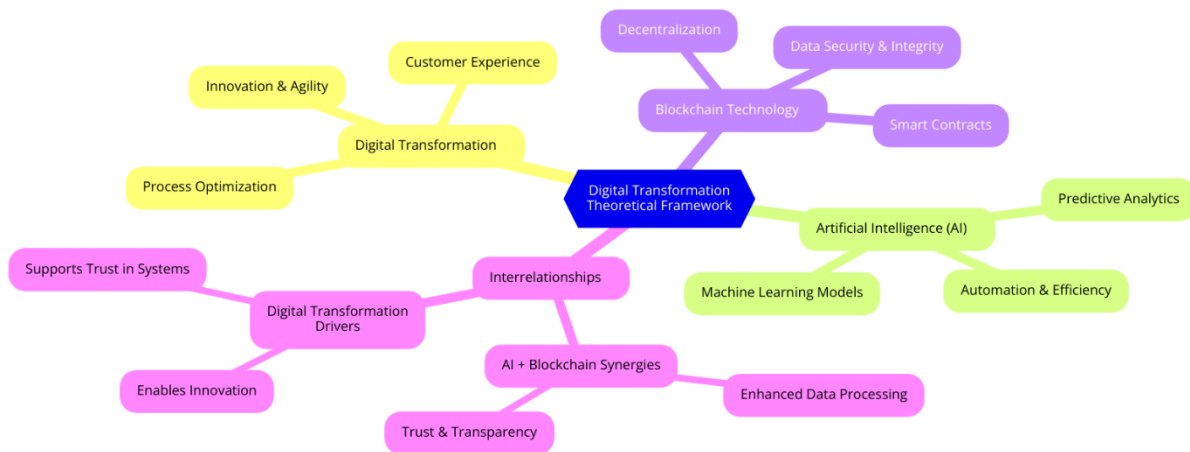 Decentralization
Data Security & Integrity
Customer Experience
Innovation & Agility
Blockchain Technology
Smart Contracts
Digital Transformation
Process Optimization
Digital Transformation
Theoretical Framework
Predictive Analytics
Artificial Intelligence (AI)
Supports Trust in Systems
Interrelationships
Machine Learning Models
Automation & Efficiency
Digital Transformation
Drivers
AI + Blockchain Synergies
Enables Innovation
Enhanced Data Processing
Trust & Transparency